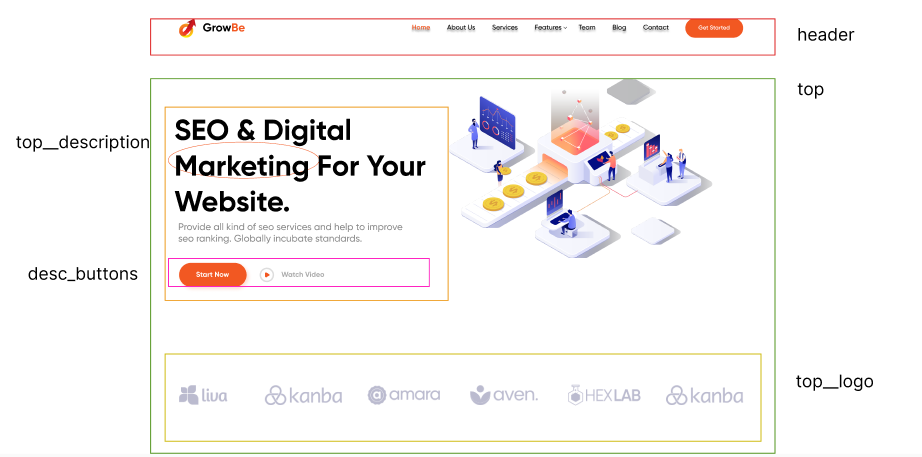 GrowBe Home About Us Services Features Team Blog Contact Get Started
header
top
top__description
SEO & Digital
Marketing For Your
Website.
Provide all kind of seo services and help to improve
seo ranking. Globally incubate standards.
desc_buttons
Start Now Watch Video
liva kanba amara aven. HEXLAB kanba
top__logo